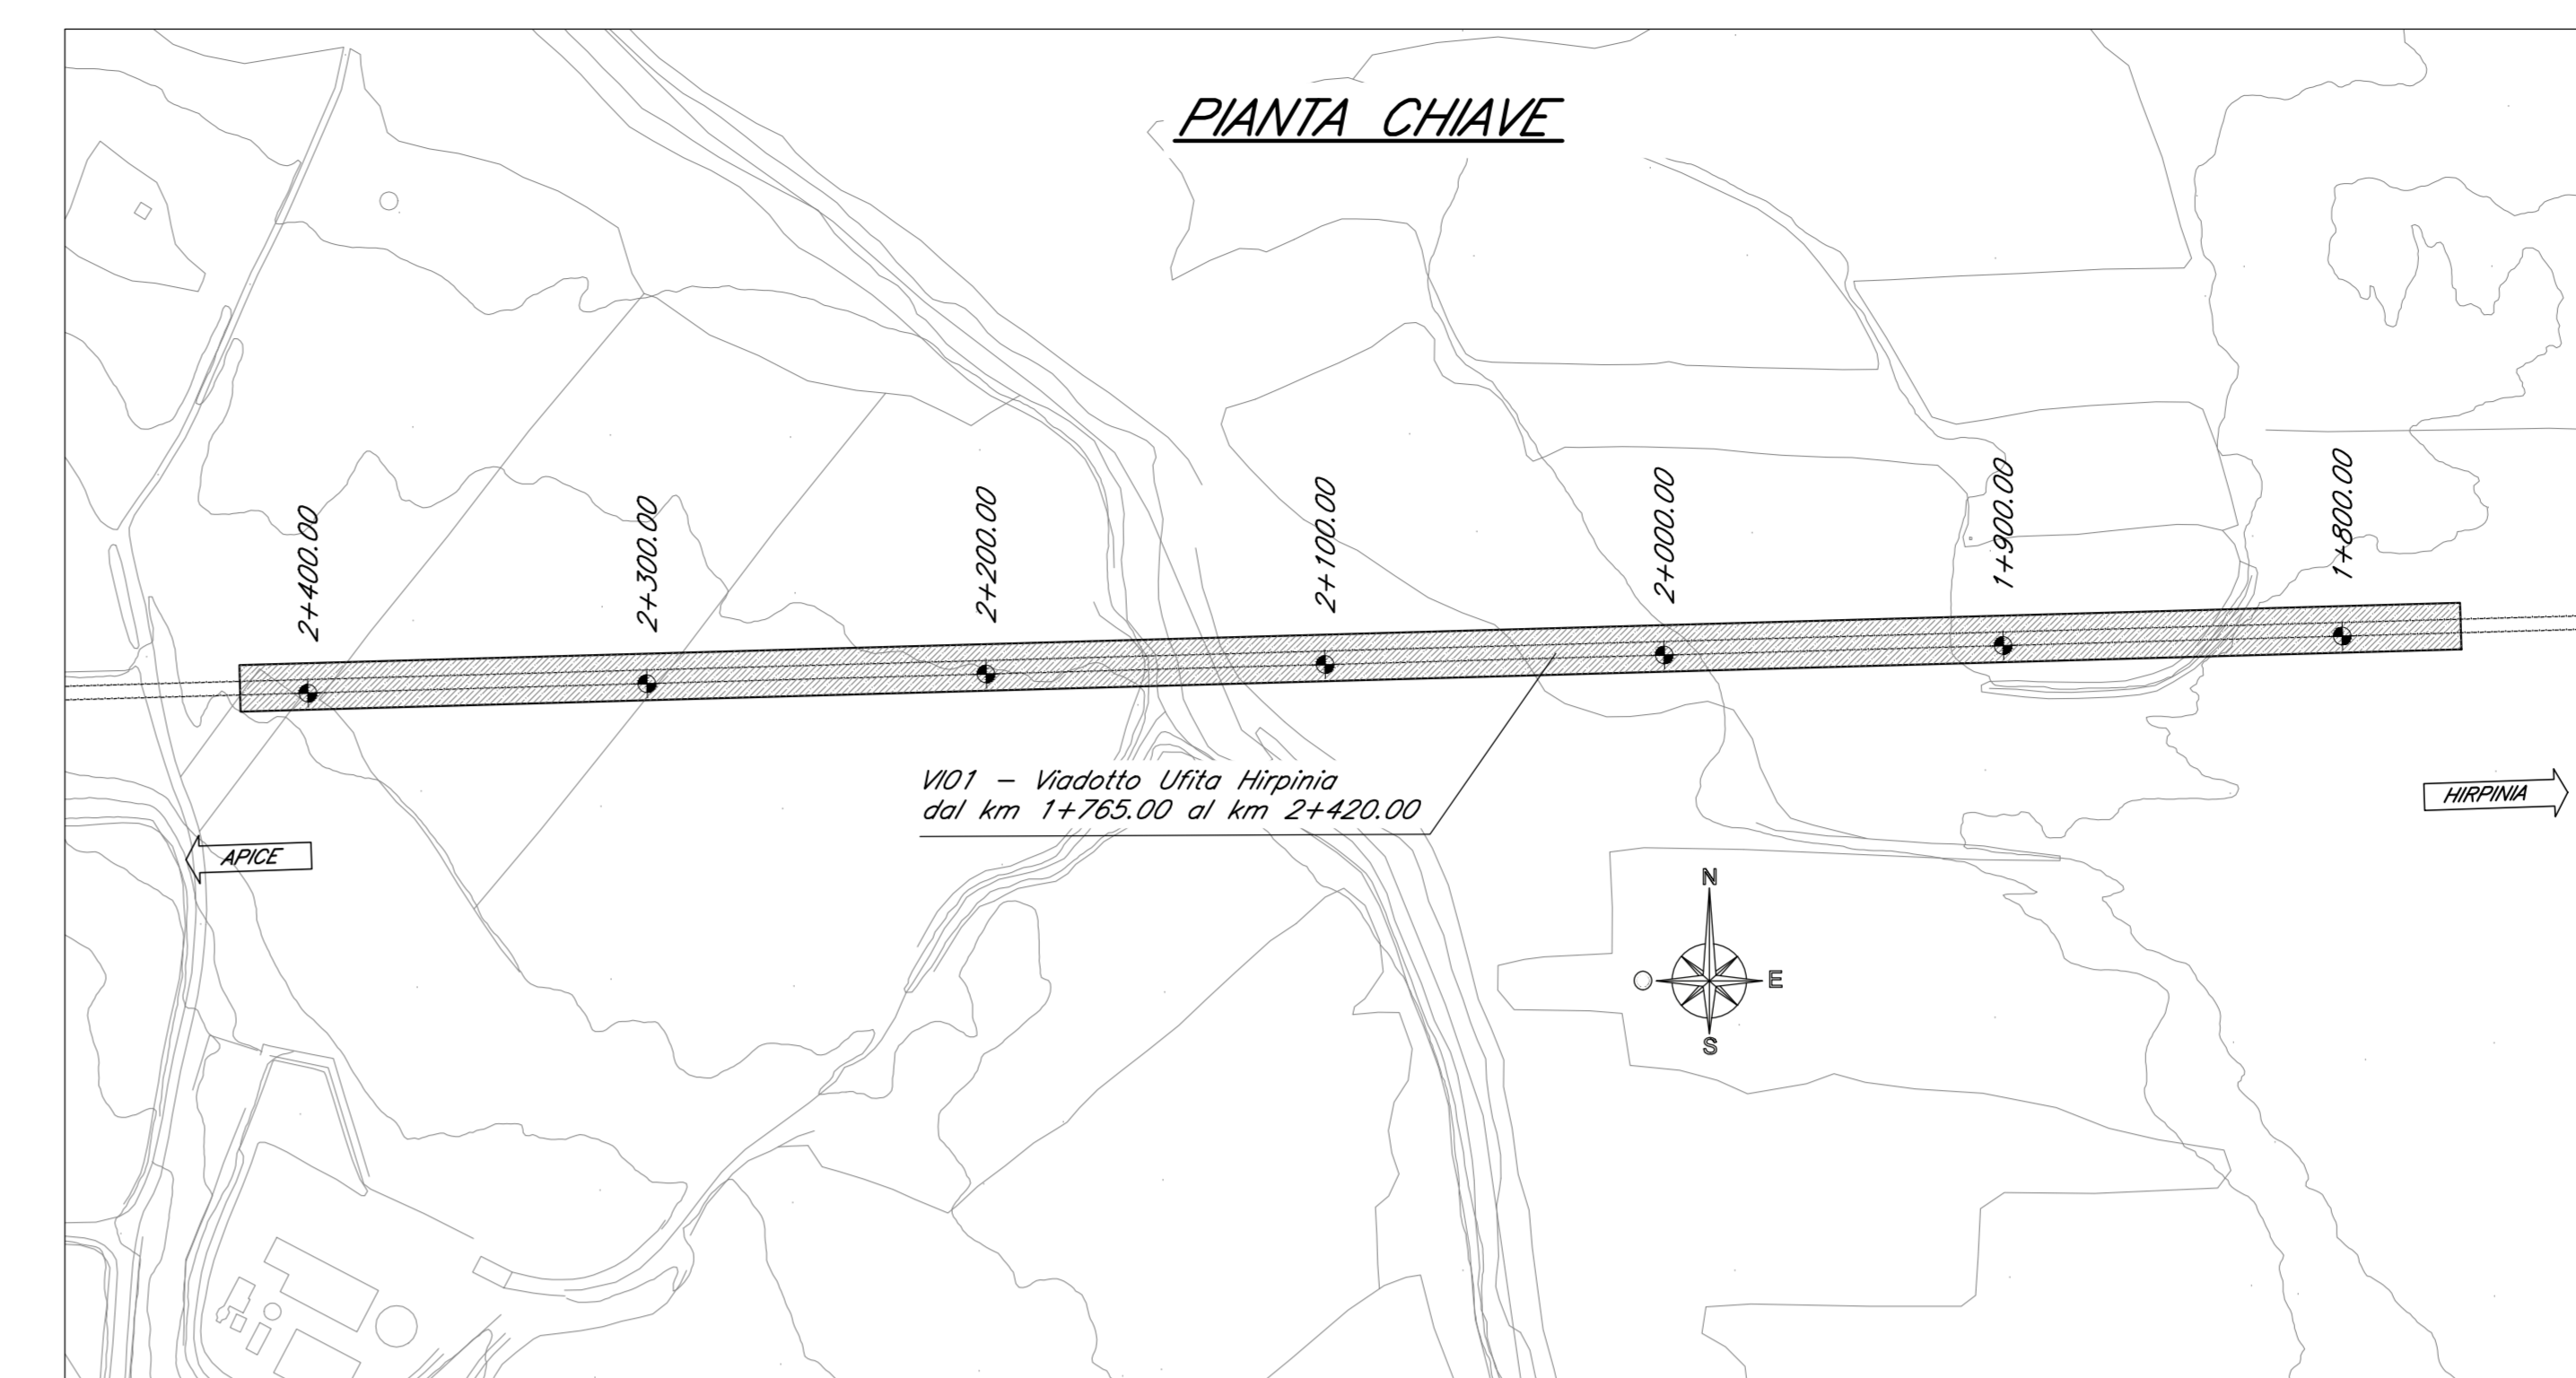 PIANTA CHIAVE
2+400.00
2+300.00
2+200.00
2+100.00
2+000.00
1+900.00
1+800.00
VI01 – Viadotto Ufita Hirpinia
dal km 1+765.00 al km 2+420.00
HIRPINIA
APICE
N
O
E
S